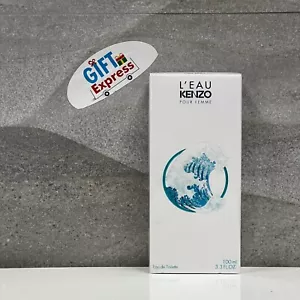 GIFT
Express
L'EAU
KENZO
POUR FEMME
Eau de Toilette
100 ml
3.3 FL.OZ